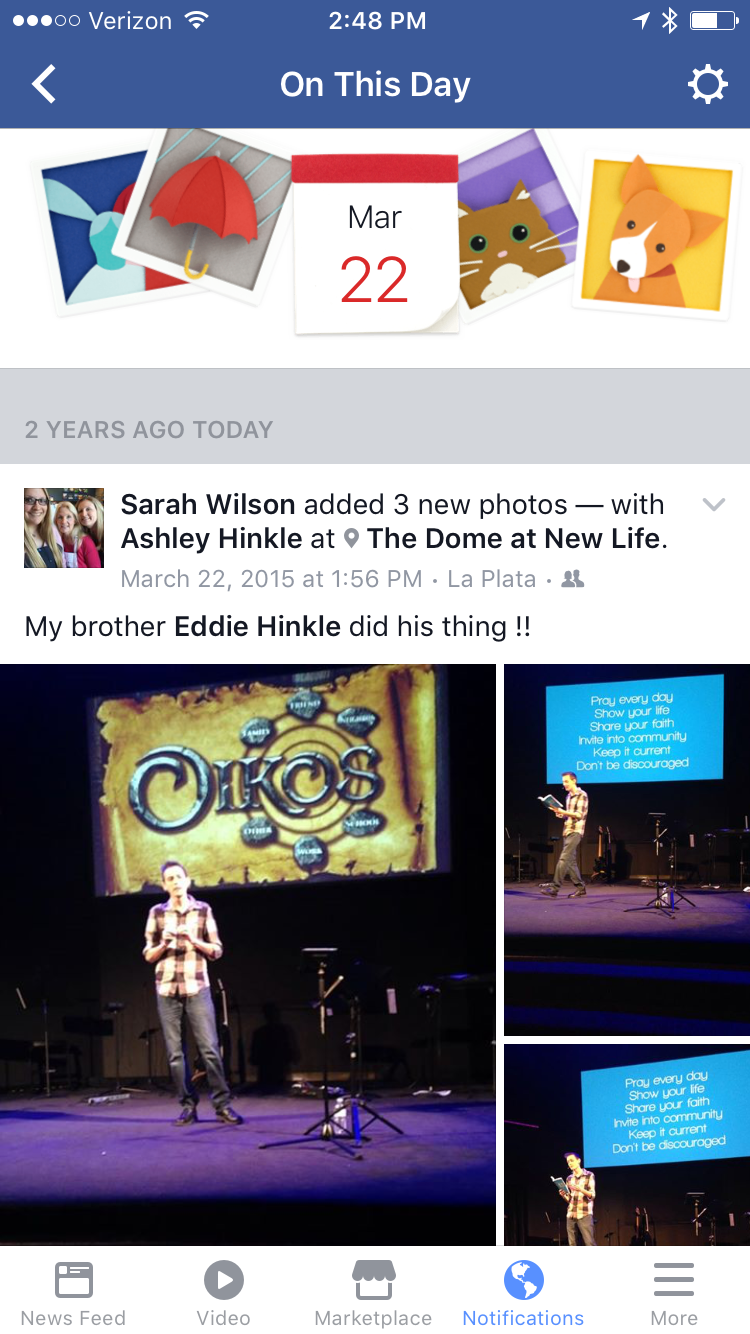 Verizon 2:48 PM
On This Day
Mar
22
2 YEARS AGO TODAY
Sarah Wilson added 3 new photos — with
Ashley Hinkle at The Dome at New Life.
March 22, 2015 at 1:56 PM · La Plata ·
My brother Eddie Hinkle did his thing !!
FRIEND
FAMILY
NEIGHBOR
OIKOS
OTHER
SCHOOL
WORK
Pray every day
Show your life
Share your faith
Invite into community
Keep it current
Don't be discouraged
Pray every day
Show your life
Share your faith
Invite into community
Keep it current
Don't be discouraged
News Feed Video Marketplace Notifications More